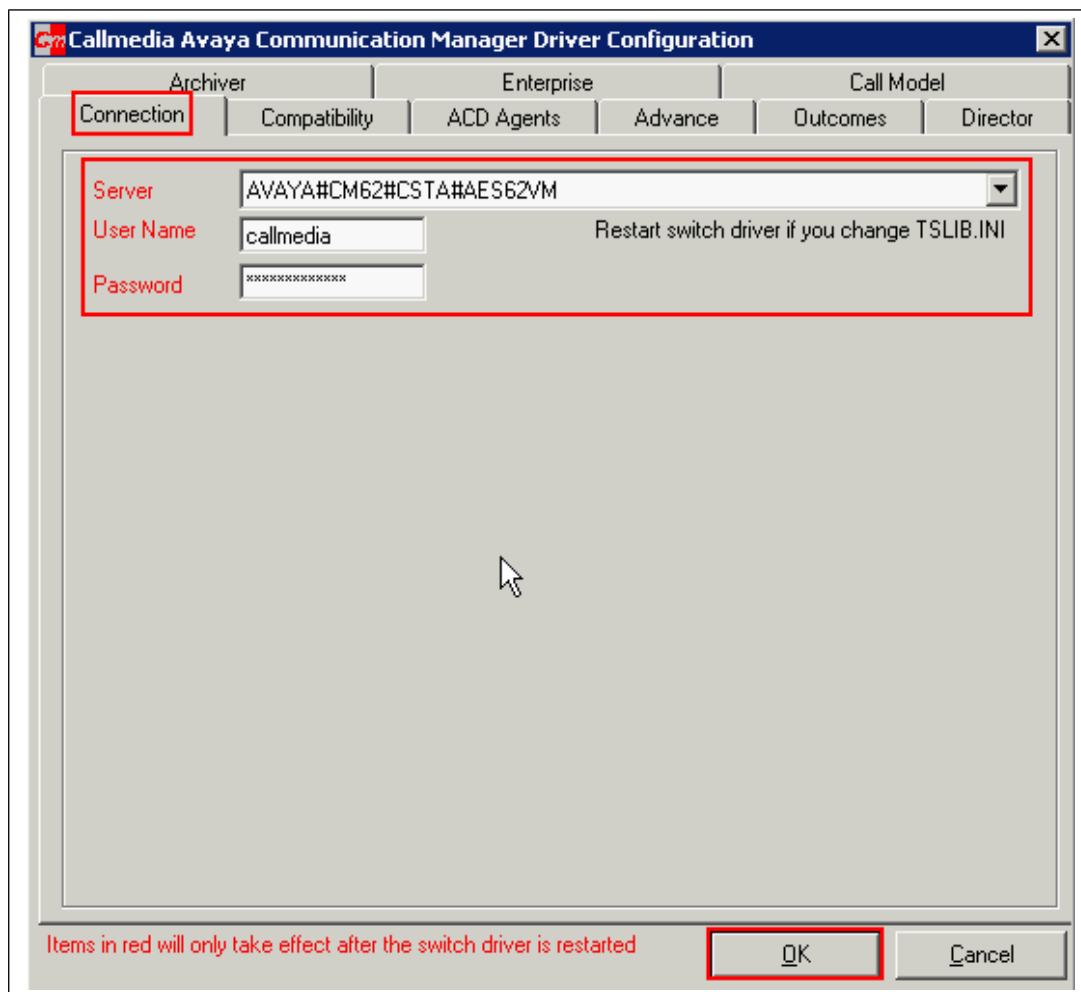 Cm Callmedia Avaya Communication Manager Driver Configuration
Archiver Enterprise Call Model
Connection Compatibility ACD Agents Advance Outcomes Director
Server AVAYA#CM62#CSTA#AES62VM
User Name callmedia Restart switch driver if you change TSLIB.INI
Password *************
Items in red will only take effect after the switch driver is restarted OK Cancel